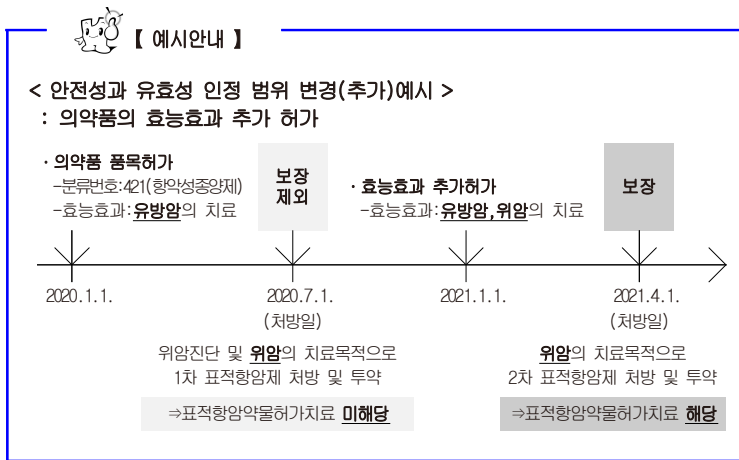 【 예시안내 】
< 안전성과 유효성 인정 범위 변경(추가)예시 >
: 의약품의 효능효과 추가 허가
· 의약품 품목허가
-분류번호:421(항악성종양제)
-효능효과:유방암의 치료
보장
제외
· 효능효과 추가허가
-효능효과:유방암,위암의 치료
보장
2020.1.1.
2020.7.1.
(처방일)
2021.1.1.
2021.4.1.
(처방일)
위암진단 및 위암의 치료목적으로
1차 표적항암제 처방 및 투약
⇒표적항암약물허가치료 미해당
위암의 치료목적으로
2차 표적항암제 처방 및 투약
⇒표적항암약물허가치료 해당